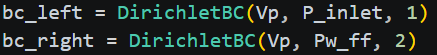 bc_left = DirichletBC(Vp, P_inlet, 1)
bc_right = DirichletBC(Vp, Pw_ff, 2)